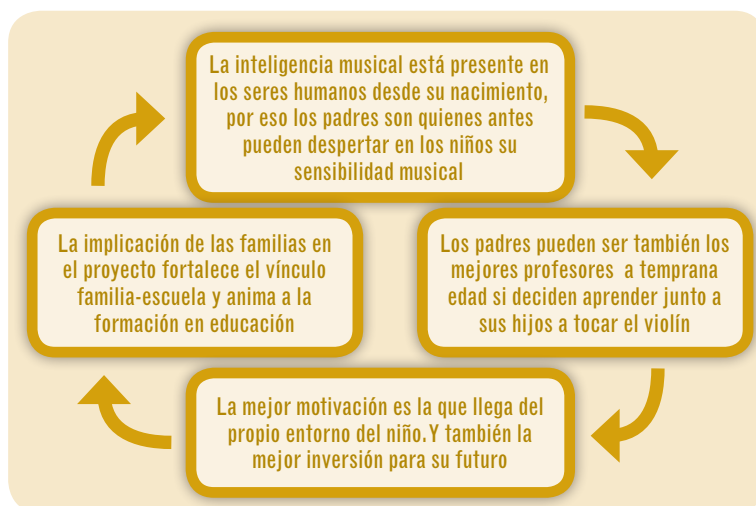 La inteligencia musical está presente en
los seres humanos desde su nacimiento,
por eso los padres son quienes antes
pueden despertar en los niños su
sensibilidad musical
Los padres pueden ser también los
mejores profesores a temprana
edad si deciden aprender junto a
sus hijos a tocar el violín
La mejor motivación es la que llega del
propio entorno del niño. Y también la
mejor inversión para su futuro
La implicación de las familias en
el proyecto fortalece el vínculo
familia-escuela y anima a la
formación en educación